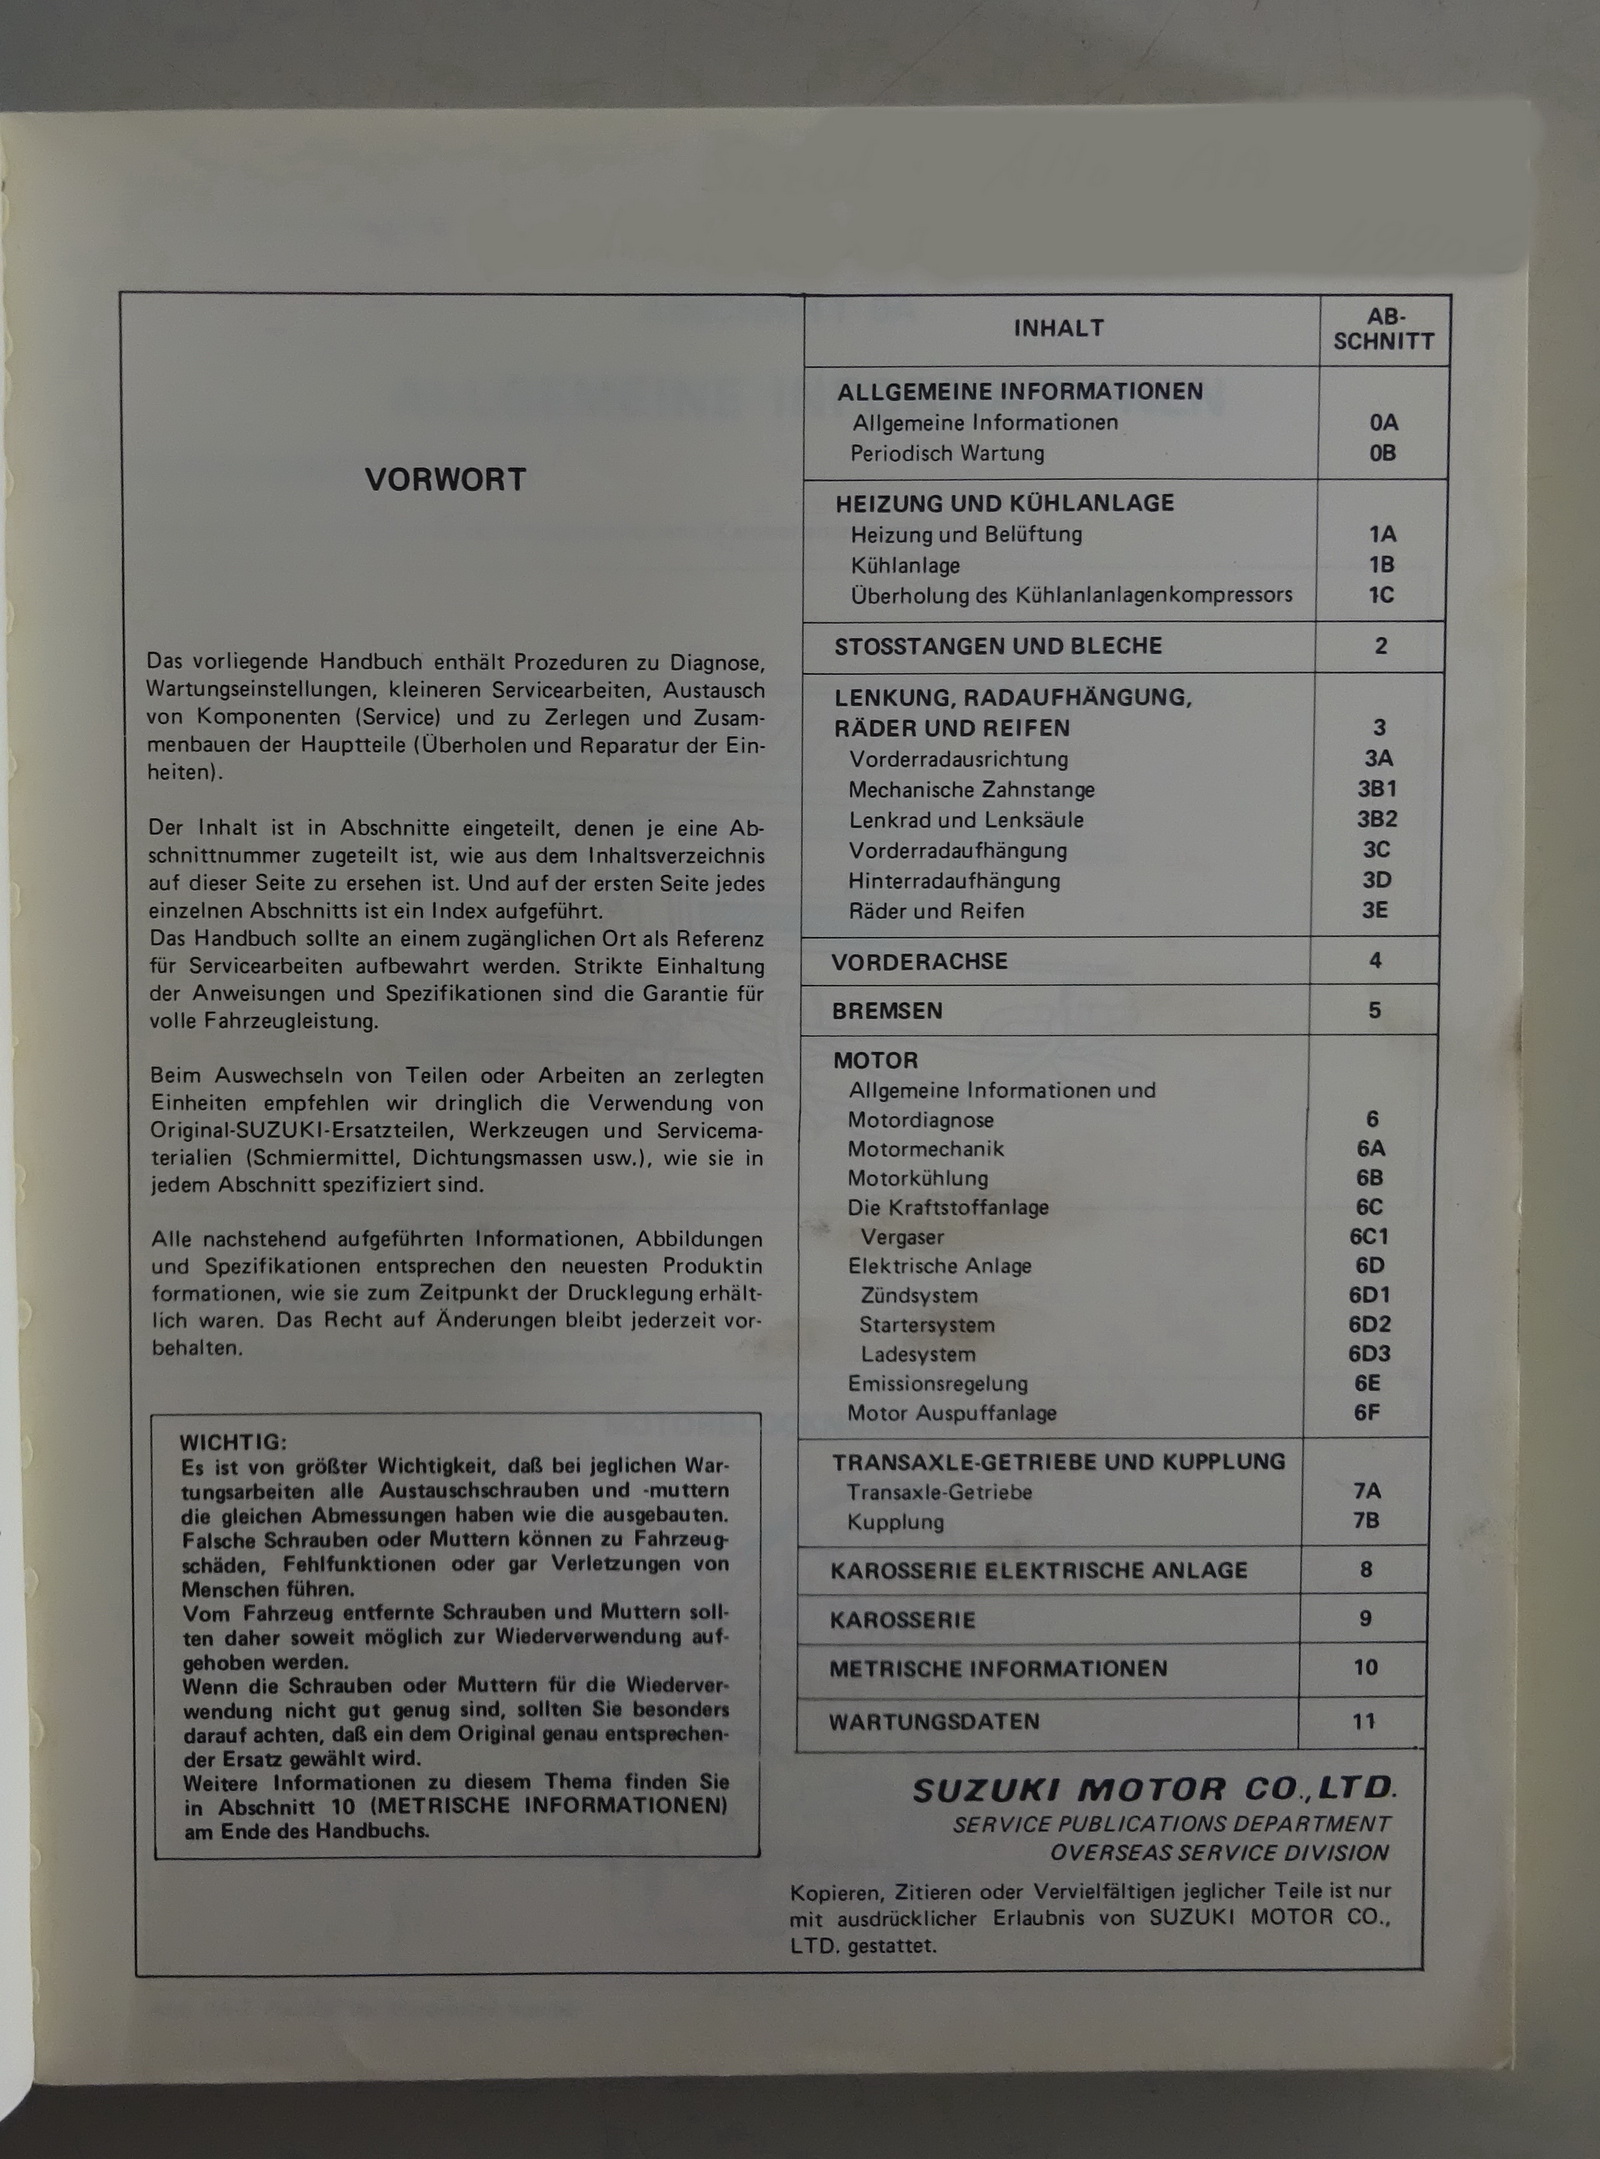 VORWORT
Das vorliegende Handbuch enthält Prozeduren zu Diagnose,
Wartungseinstellungen, kleineren Servicearbeiten, Austausch
von Komponenten (Service) und zu Zerlegen und Zusam-
menbauen der Hauptteile (Überholen und Reparatur der Ein-
heiten).
Der Inhalt ist in Abschnitte eingeteilt, denen je eine Ab-
schnittnummer zugeteilt ist, wie aus dem Inhaltsverzeichnis
auf dieser Seite zu ersehen ist. Und auf der ersten Seite jedes
einzelnen Abschnitts ist ein Index aufgeführt.
Das Handbuch sollte an einem zugänglichen Ort als Referenz
für Servicearbeiten aufbewahrt werden. Strikte Einhaltung
der Anweisungen und Spezifikationen sind die Garantie für
volle Fahrzeugleistung.
Beim Auswechseln von Teilen oder Arbeiten an zerlegten
Einheiten empfehlen wir dringlich die Verwendung von
Original-SUZUKI-Ersatzteilen, Werkzeugen und Servicema-
terialien (Schmiermittel, Dichtungsmassen usw.), wie sie in
jedem Abschnitt spezifiziert sind.
Alle nachstehend aufgeführten Informationen, Abbildungen
und Spezifikationen entsprechen den neuesten Produktin
formationen, wie sie zum Zeitpunkt der Drucklegung erhält-
lich waren. Das Recht auf Änderungen bleibt jederzeit vor-
behalten.
WICHTIG:
Es ist von größter Wichtigkeit, daß bei jeglichen War-
tungsarbeiten alle Austauschschrauben und -muttern
die gleichen Abmessungen haben wie die ausgebauten.
Falsche Schrauben oder Muttern können zu Fahrzeug-
schäden, Fehlfunktionen oder gar Verletzungen von
Menschen führen.
Vom Fahrzeug entfernte Schrauben und Muttern soll-
ten daher soweit möglich zur Wiederverwendung auf-
gehoben werden.
Wenn die Schrauben oder Muttern für die Wiederver-
wendung nicht gut genug sind, sollten Sie besonders
darauf achten, daß ein dem Original genau entsprechen-
der Ersatz gewählt wird.
Weitere Informationen zu diesem Thema finden Sie
in Abschnitt 10 (METRISCHE INFORMATIONEN)
am Ende des Handbuchs.
INHALT AB-
SCHNITT
ALLGEMEINE INFORMATIONEN
Allgemeine Informationen 0A
Periodisch Wartung 0B
HEIZUNG UND KÜHLANLAGE
Heizung und Belüftung 1A
Kühlanlage 1B
Überholung des Kühlanlanlagenkompressors 1C
STOSSTANGEN UND BLECHE 2
LENKUNG, RADAUFHÄNGUNG,
RÄDER UND REIFEN 3
Vorderradausrichtung 3A
Mechanische Zahnstange 3B1
Lenkrad und Lenksäule 3B2
Vorderradaufhängung 3C
Hinterradaufhängung 3D
Räder und Reifen 3E
VORDERACHSE 4
BREMSEN 5
MOTOR
Allgemeine Informationen und
Motordiagnose 6
Motormechanik 6A
Motorkühlung 6B
Die Kraftstoffanlage 6C
Vergaser 6C1
Elektrische Anlage 6D
Zündsystem 6D1
Startersystem 6D2
Ladesystem 6D3
Emissionsregelung 6E
Motor Auspuffanlage 6F
TRANSAXLE-GETRIEBE UND KUPPLUNG
Transaxle-Getriebe 7A
Kupplung 7B
KAROSSERIE ELEKTRISCHE ANLAGE 8
KAROSSERIE 9
METRISCHE INFORMATIONEN 10
WARTUNGSDATEN 11
SUZUKI MOTOR CO., LTD.
SERVICE PUBLICATIONS DEPARTMENT
OVERSEAS SERVICE DIVISION
Kopieren, Zitieren oder Vervielfältigen jeglicher Teile ist nur
mit ausdrücklicher Erlaubnis von SUZUKI MOTOR CO.,
LTD. gestattet.